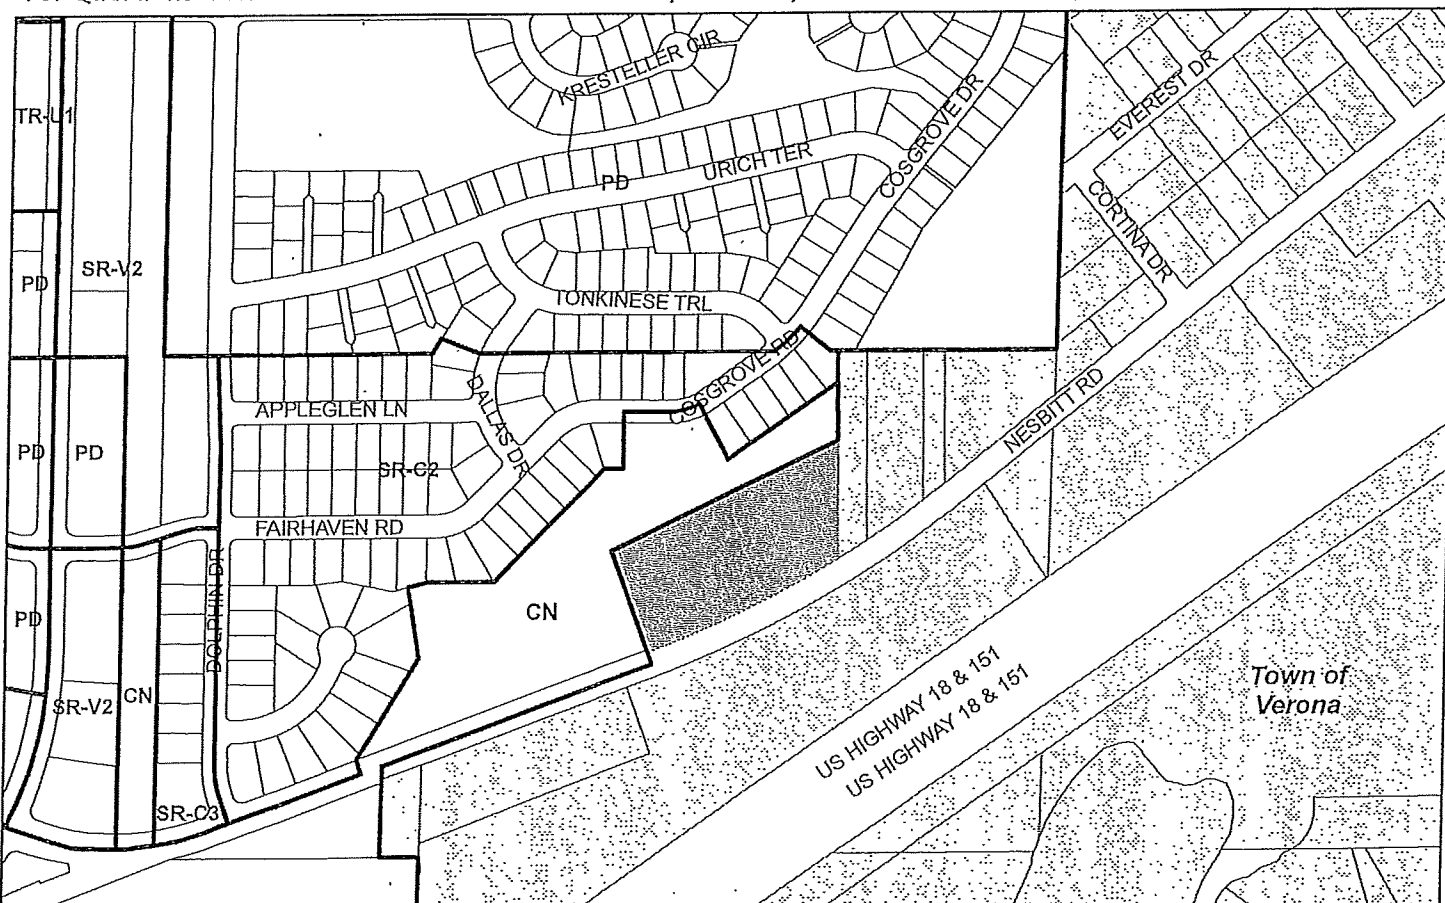 KRESTELLER CIR
EVEREST DR
TR-U1
COSGROVE DR
URICH TER
PD
CORTINA DR
SR-V2
PD
TONKINESE TRL
COSGROVE RD
NESBITT RD
APPLEGLEN LN
DALLAS DR
PD
PD
SR-C2
FAIRHAVEN RD
DOLPHIN DR
PD
CN
US HIGHWAY 18 & 151
US HIGHWAY 18 & 151
Town of
Verona
SR-V2
CN
SR-C3